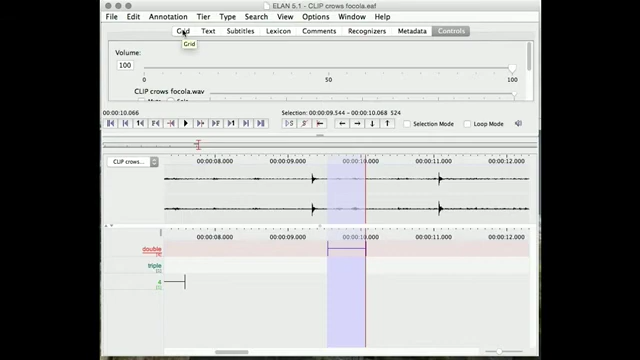 ELAN 5.1 - CLIP crows focola.eaf
File Edit Annotation Tier Type Search View Options Window Help
Grid Text Subtitles Lexicon Comments Recognizers Metadata Controls
Grid
Volume:
100
0 50 100
CLIP crows focola.wav
Mute Solo
00:00:10.066 Selection: 00:00:09.544 - 00:00:10.068 524
Selection Mode Loop Mode
CLIP crows... 00:00:08.000 00:00:09.000 00:00:10.000 00:00:11.000 00:00:12.000
00:00:08.000 00:00:09.000 00:00:10.000 00:00:11.000 00:00:12.000
double
triple
4